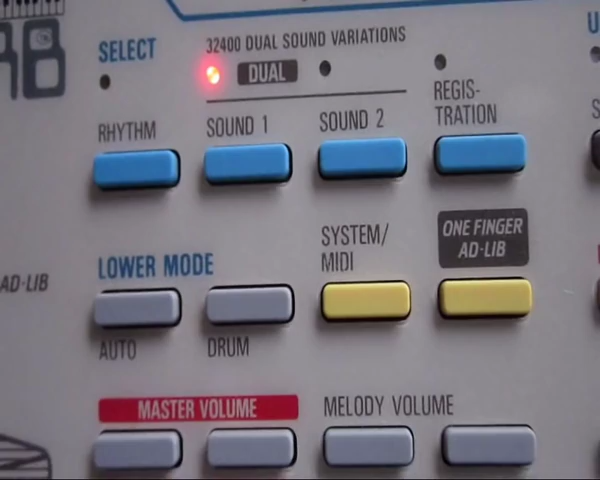 AB
SELECT
32400 DUAL SOUND VARIATIONS
DUAL
RHYTHM
SOUND 1
SOUND 2
REGIS-
TRATION
LOWER MODE
SYSTEM/
MIDI
ONE FINGER
AD·LIB
AD·LIB
AUTO
DRUM
MASTER VOLUME
MELODY VOLUME